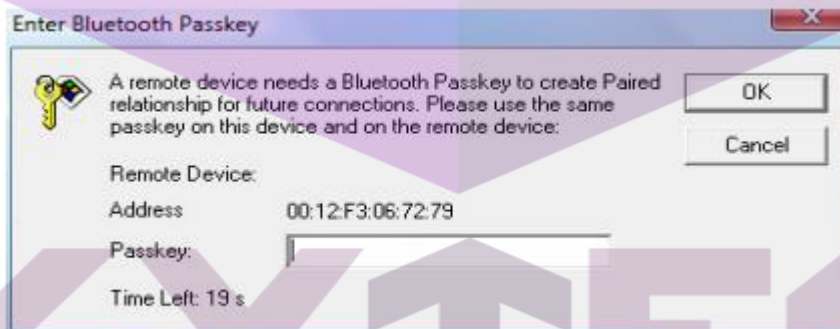 Enter Bluetooth Passkey
A remote device needs a Bluetooth Passkey to create Paired
relationship for future connections. Please use the same
passkey on this device and on the remote device:
OK
Cancel
Remote Device:
Address 00:12:F3:06:72:79
Passkey:
Time Left: 19 s